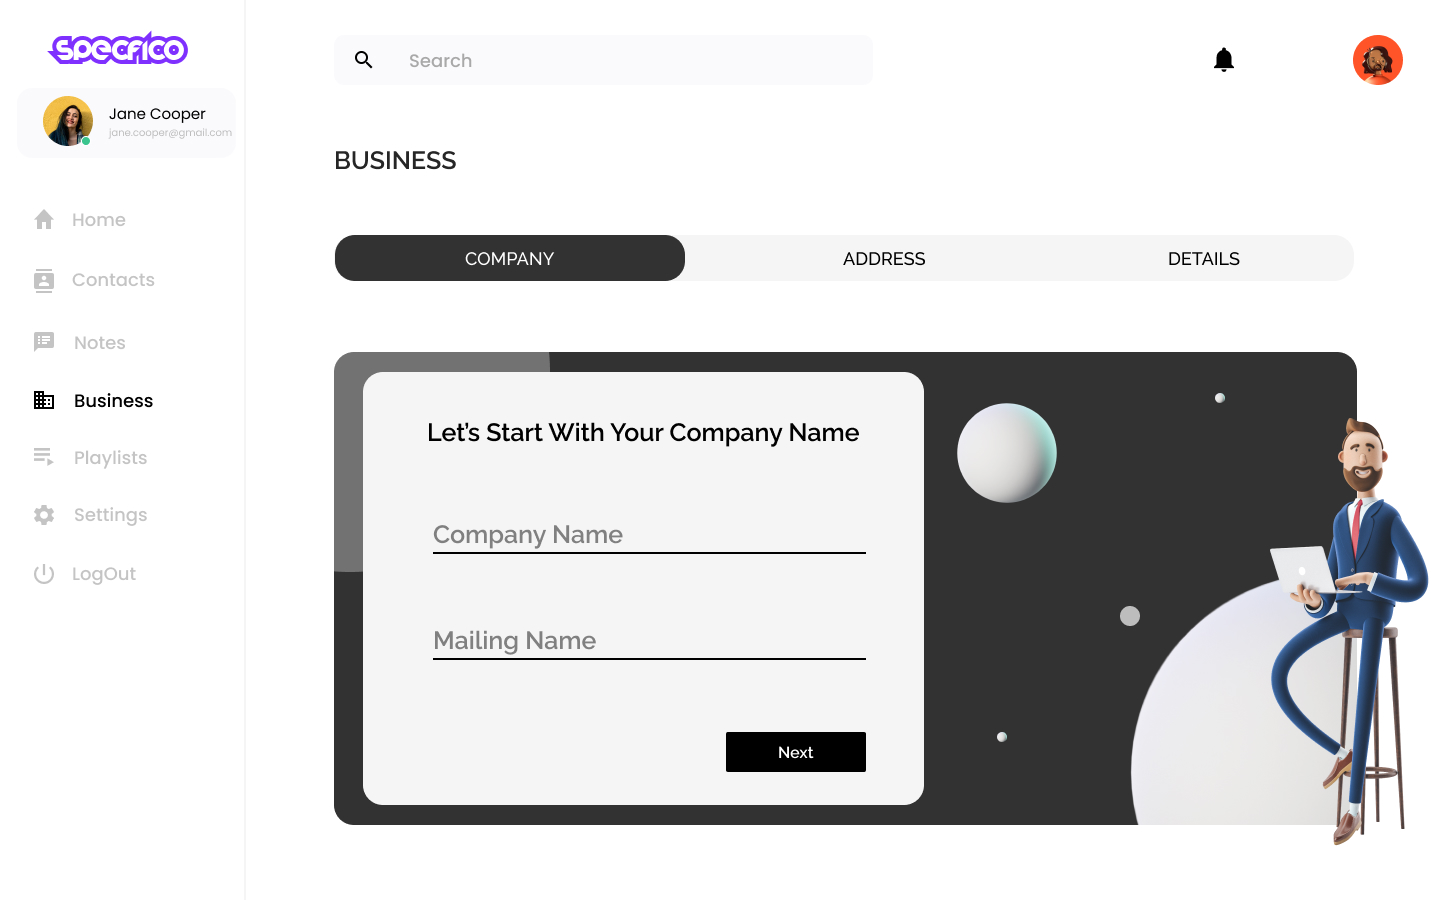 specfico
Jane Cooper
jane.cooper@gmail.com
Home
Contacts
Notes
Business
Playlists
Settings
LogOut
Search
BUSINESS
COMPANY
ADDRESS
DETAILS
Let’s Start With Your Company Name
Company Name
Mailing Name
Next